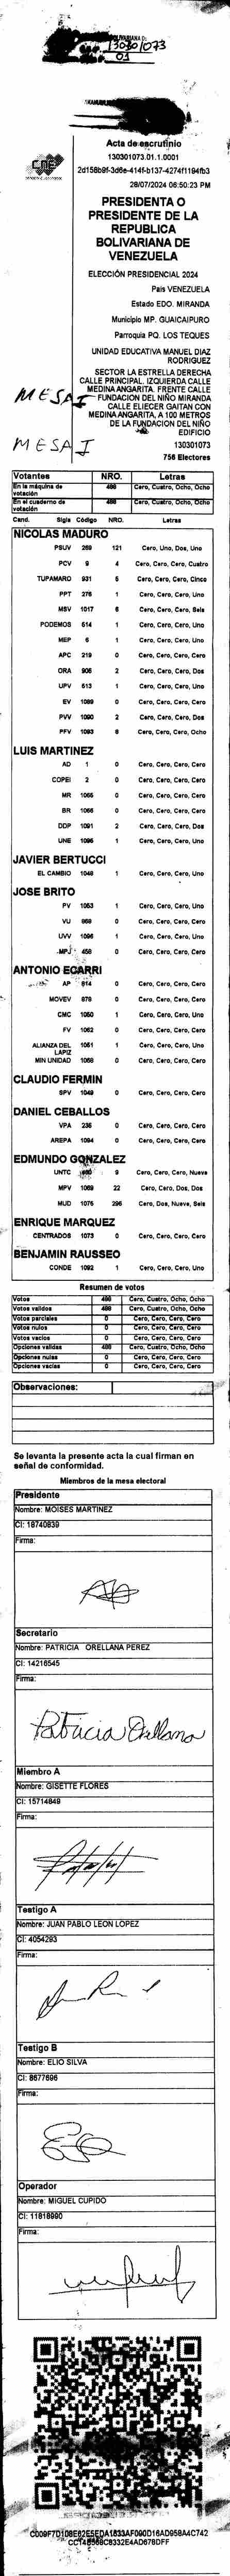 13030/073
01
Acta de escrutinio
130301073.01.1.0001
2d158b9f-3d6e-414f-b137-4274f1194fb3
28/07/2024 06:50:23 PM
PRESIDENTA O
PRESIDENTE DE LA
REPUBLICA
BOLIVARIANA DE
VENEZUELA
ELECCIÓN PRESIDENCIAL 2024
País VENEZUELA
Estado EDO. MIRANDA
Municipio MP. GUAICAIPURO
Parroquia PQ. LOS TEQUES
UNIDAD EDUCATIVA MANUEL DIAZ
RODRIGUEZ
SECTOR LA ESTRELLA DERECHA
CALLE PRINCIPAL. IZQUIERDA CALLE
MEDINA ANGARITA. FRENTE CALLE
FUNDACION DEL NIÑO MIRANDA
CALLE ELIECER GAITAN CON
MEDINA ANGARITA, A 100 METROS
DE LA FUNDACION DEL NIÑO
EDIFICIO
MESA I
MESA I
130301073
756 Electores
Votantes NRO. Letras
En la máquina de votación 488 Cero, Cuatro, Ocho, Ocho
En el cuaderno de votación 488 Cero, Cuatro, Ocho, Ocho
Cand. Sigla Código NRO. Letras
NICOLAS MADURO
PSUV 269 121 Cero, Uno, Dos, Uno
PCV 9 4 Cero, Cero, Cero, Cuatro
TUPAMARO 931 5 Cero, Cero, Cero, Cinco
PPT 276 1 Cero, Cero, Cero, Uno
MSV 1017 6 Cero, Cero, Cero, Seis
PODEMOS 514 1 Cero, Cero, Cero, Uno
MEP 6 1 Cero, Cero, Cero, Uno
APC 219 0 Cero, Cero, Cero, Cero
ORA 906 2 Cero, Cero, Cero, Dos
UPV 513 1 Cero, Cero, Cero, Uno
EV 1089 0 Cero, Cero, Cero, Cero
PVV 1090 2 Cero, Cero, Cero, Dos
PFV 1093 8 Cero, Cero, Cero, Ocho
LUIS MARTINEZ
AD 1 0 Cero, Cero, Cero, Cero
COPEI 2 0 Cero, Cero, Cero, Cero
MR 1065 0 Cero, Cero, Cero, Cero
BR 1066 0 Cero, Cero, Cero, Cero
DDP 1091 2 Cero, Cero, Cero, Dos
UNE 1095 1 Cero, Cero, Cero, Uno
JAVIER BERTUCCI
EL CAMBIO 1048 1 Cero, Cero, Cero, Uno
JOSE BRITO
PV 1053 1 Cero, Cero, Cero, Uno
VU 868 0 Cero, Cero, Cero, Cero
UVV 1096 1 Cero, Cero, Cero, Uno
MPJ 458 0 Cero, Cero, Cero, Cero
ANTONIO ECARRI
AP 814 0 Cero, Cero, Cero, Cero
MOVEV 878 0 Cero, Cero, Cero, Cero
CMC 1050 1 Cero, Cero, Cero, Uno
FV 1052 0 Cero, Cero, Cero, Cero
ALIANZA DEL LAPIZ 1051 1 Cero, Cero, Cero, Uno
MIN UNIDAD 1058 0 Cero, Cero, Cero, Cero
CLAUDIO FERMIN
SPV 1049 0 Cero, Cero, Cero, Cero
DANIEL CEBALLOS
VPA 236 0 Cero, Cero, Cero, Cero
AREPA 1094 0 Cero, Cero, Cero, Cero
EDMUNDO GONZALEZ
UNTC 9 Cero, Cero, Cero, Nueve
MPV 1069 22 Cero, Cero, Dos, Dos
MUD 1076 296 Cero, Dos, Nueve, Seis
ENRIQUE MARQUEZ
CENTRADOS 1073 0 Cero, Cero, Cero, Cero
BENJAMIN RAUSSEO
CONDE 1092 1 Cero, Cero, Cero, Uno
Resumen de votos
Votos 488 Cero, Cuatro, Ocho, Ocho
Votos validos 488 Cero, Cuatro, Ocho, Ocho
Votos parciales 0 Cero, Cero, Cero, Cero
Votos nulos 0 Cero, Cero, Cero, Cero
Votos vacios 0 Cero, Cero, Cero, Cero
Opciones validas 488 Cero, Cuatro, Ocho, Ocho
Opciones nulas 0 Cero, Cero, Cero, Cero
Opciones vacias 0 Cero, Cero, Cero, Cero
Observaciones:
Se levanta la presente acta la cual firman en
señal de conformidad.
Miembros de la mesa electoral
Presidente
Nombre: MOISES MARTINEZ
CI: 18740839
Firma:
Secretario
Nombre: PATRICIA ORELLANA PEREZ
CI: 14216545
Firma:
Patricia Orellana
Miembro A
Nombre: GISETTE FLORES
CI: 15714849
Firma:
Testigo A
Nombre: JUAN PABLO LEON LOPEZ
CI: 4054293
Firma:
Testigo B
Nombre: ELIO SILVA
CI: 8677696
Firma:
Operador
Nombre: MIGUEL CUPIDO
CI: 11818990
Firma: